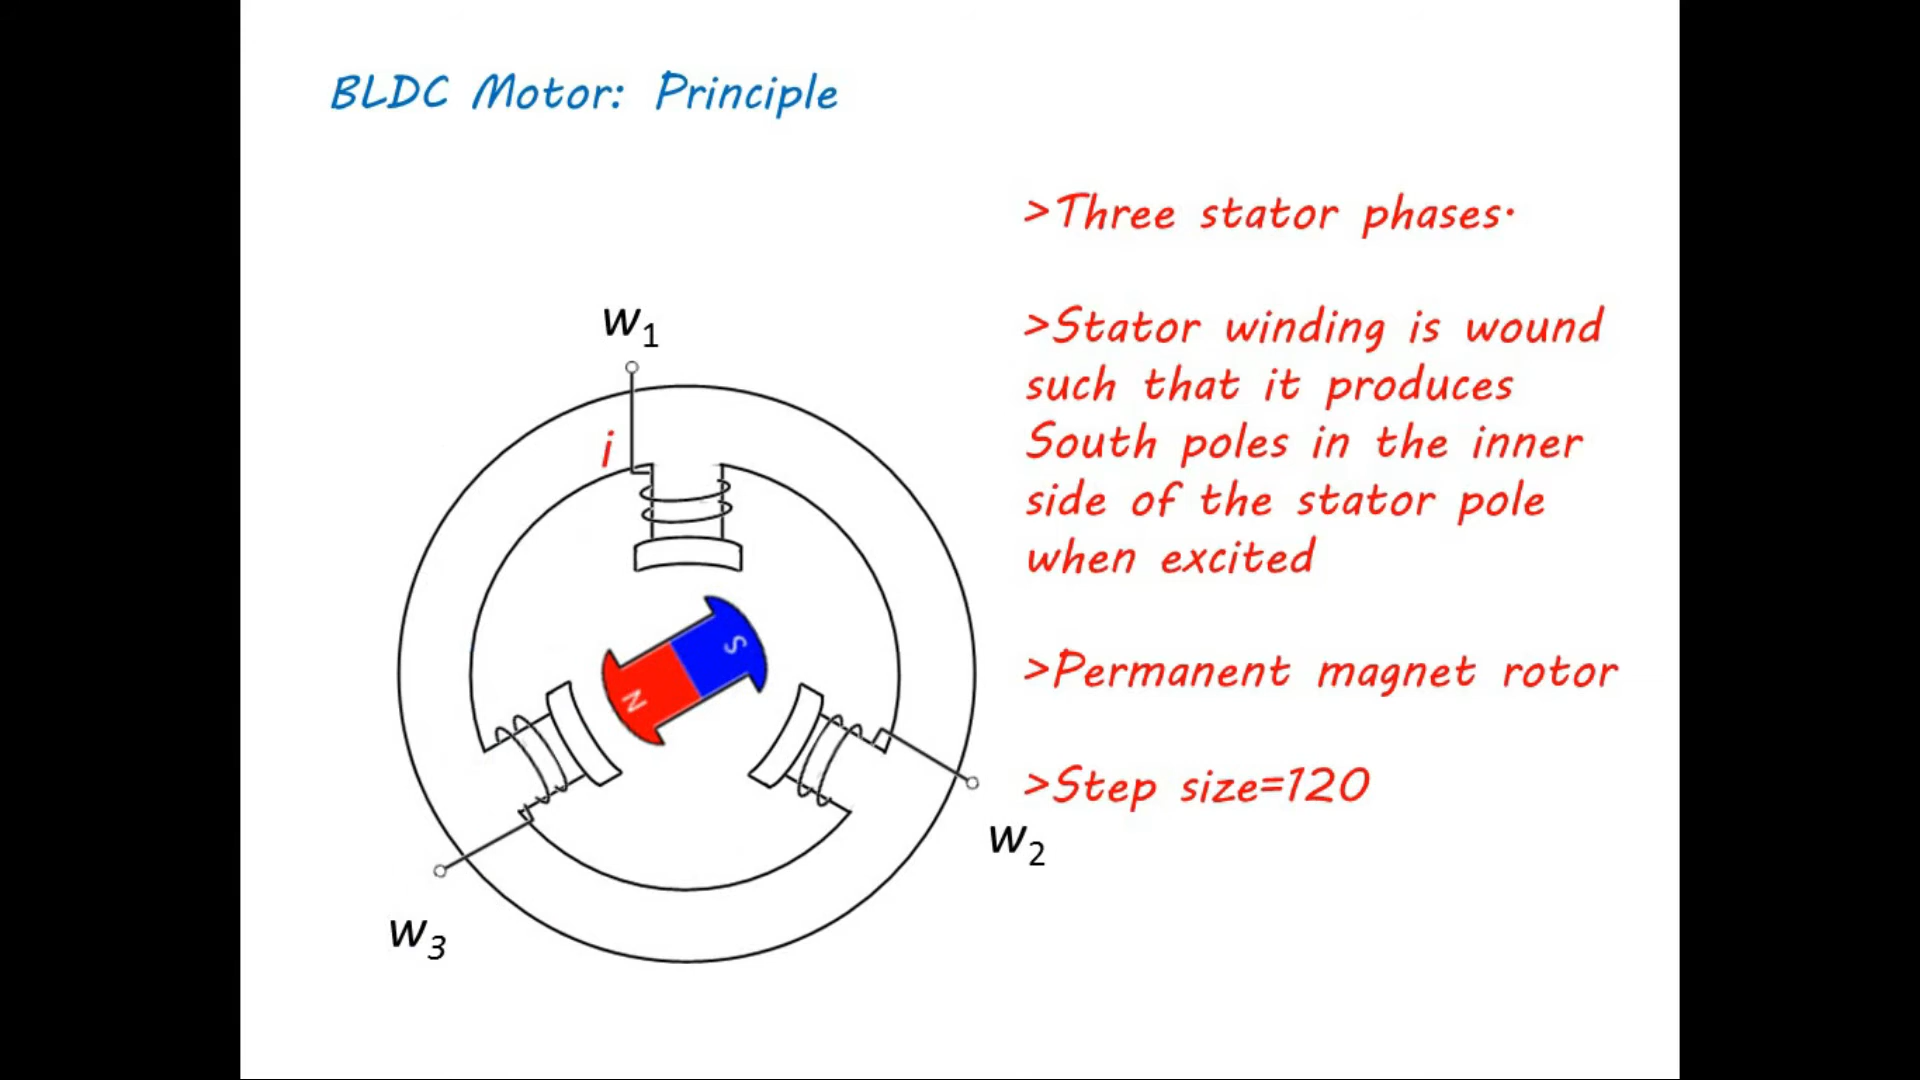 BLDC Motor: Principle
>Three stator phases.
>Stator winding is wound
such that it produces
South poles in the inner
side of the stator pole
when excited
>Permanent magnet rotor
>Step size=120
w1
i
S
N
w2
w3